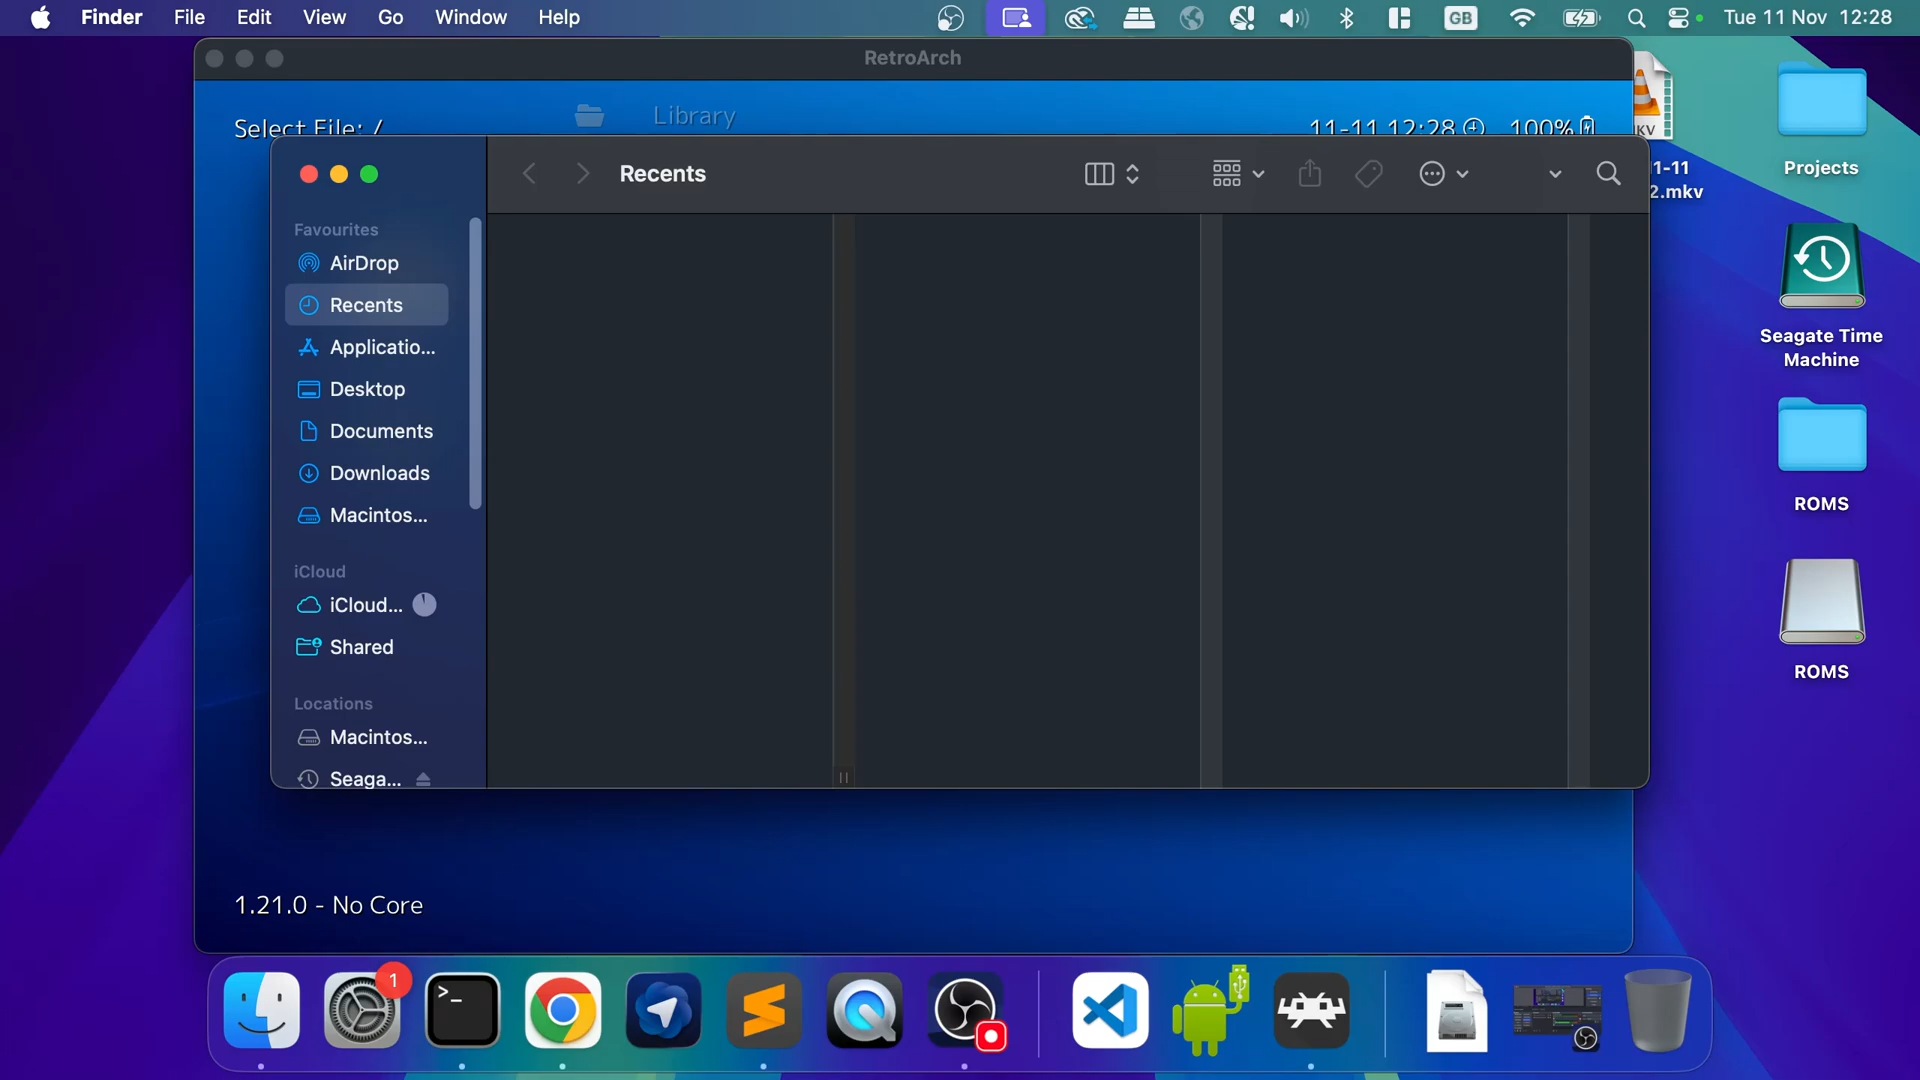 Finder File Edit View Go Window Help GB Tue 11 Nov 12:28
RetroArch
Library
Select File: /
11-11 12:28 100%
KV
Recents
Projects
11-11
2.mkv
Favourites
AirDrop
Recents
Applicatio...
Desktop
Documents
Downloads
Macintos...
iCloud
iCloud...
Shared
Locations
Macintos...
Seaga...
Seagate Time
Machine
ROMS
ROMS
1.21.0 - No Core
1
>_